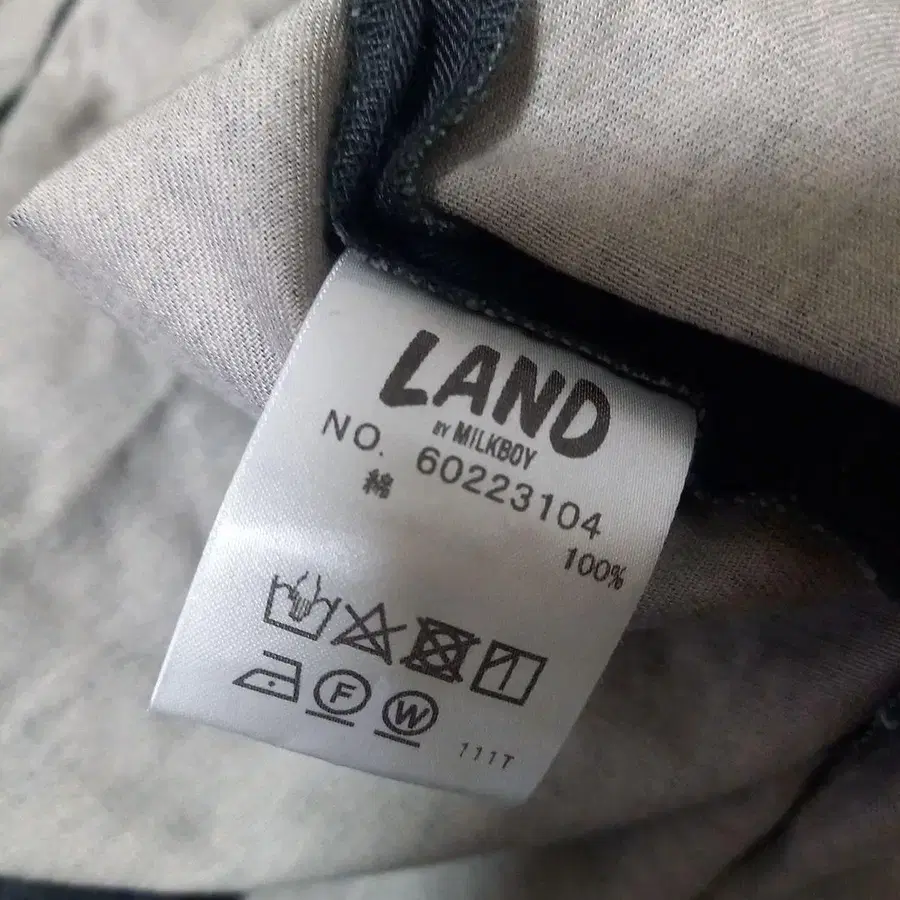 LAND
BY MILKBOY
NO. 60223104
綿 100%
F W
111T